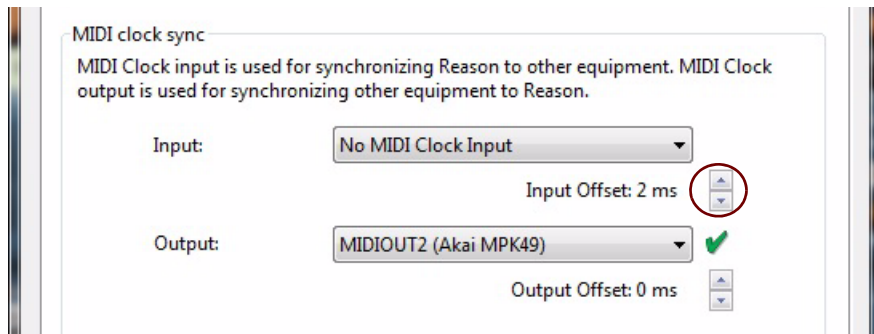 MIDI clock sync
MIDI Clock input is used for synchronizing Reason to other equipment. MIDI Clock
output is used for synchronizing other equipment to Reason.
Input: No MIDI Clock Input
Input Offset: 2 ms
Output: MIDIOUT2 (Akai MPK49)
Output Offset: 0 ms